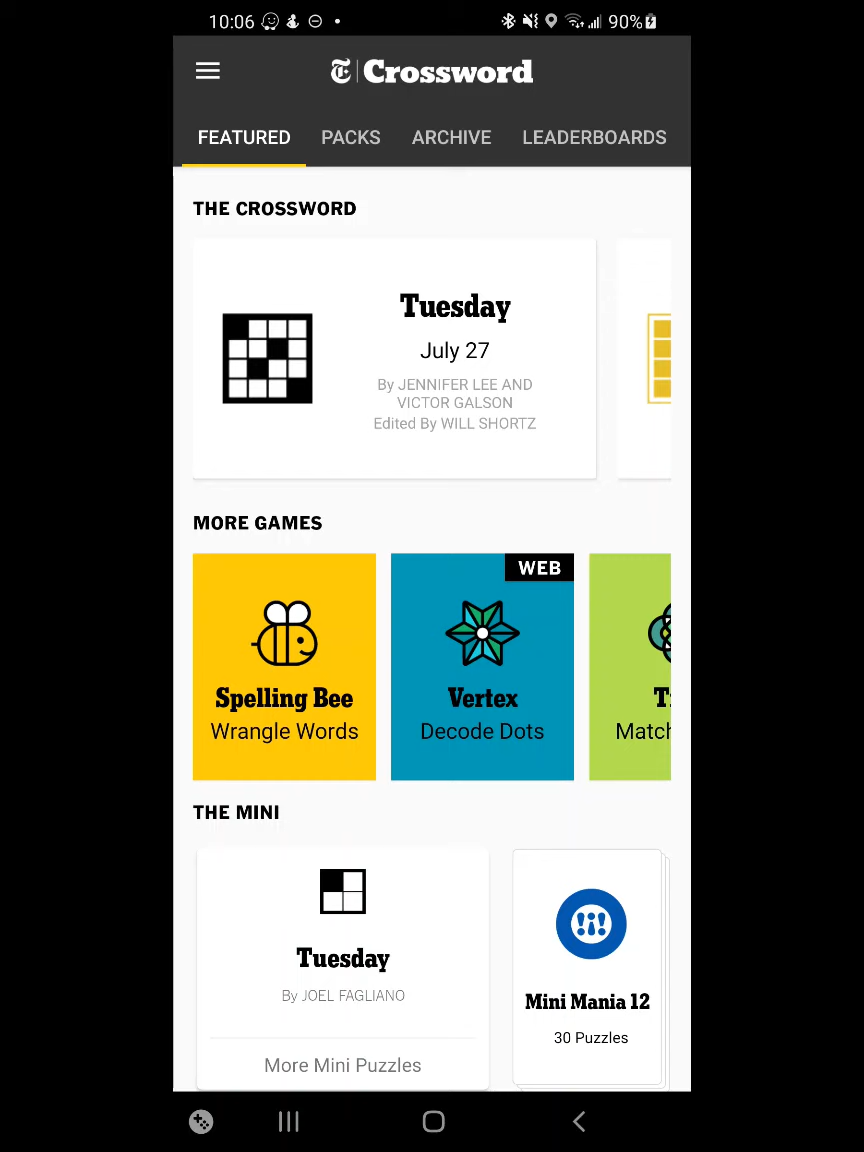 10:06
90%
Crossword
FEATURED PACKS ARCHIVE LEADERBOARDS
THE CROSSWORD
Tuesday
July 27
By JENNIFER LEE AND
VICTOR GALSON
Edited By WILL SHORTZ
MORE GAMES
Spelling Bee
Wrangle Words
WEB
Vertex
Decode Dots
Match
THE MINI
Tuesday
By JOEL FAGLIANO
More Mini Puzzles
Mini Mania 12
30 Puzzles